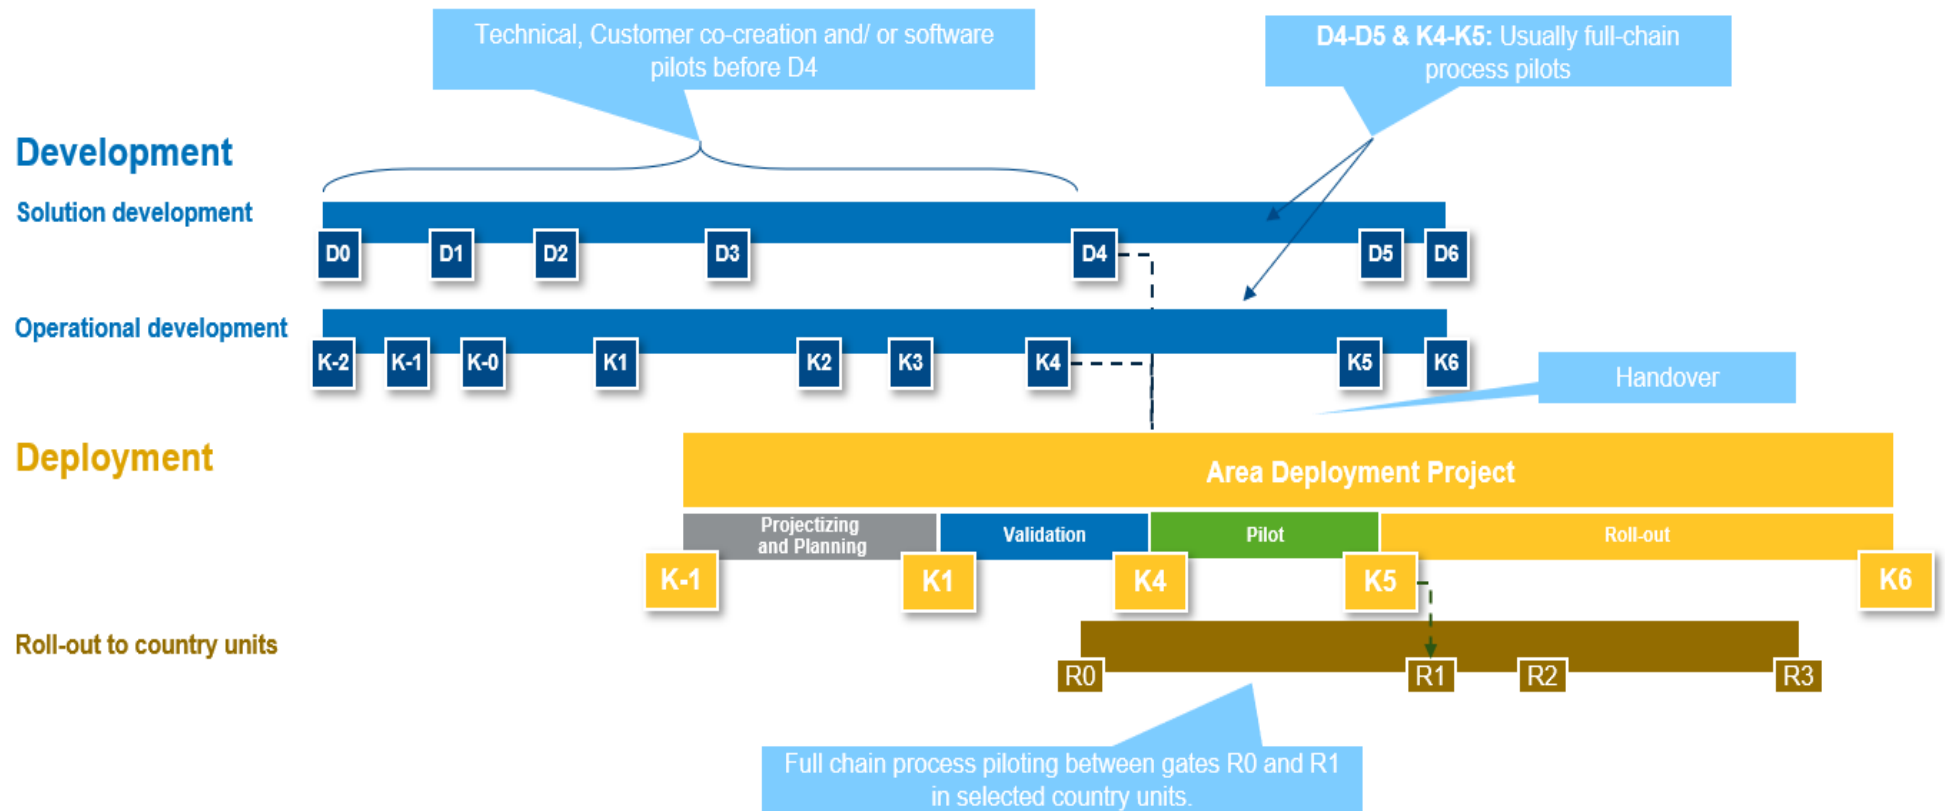 Technical, Customer co-creation and/ or software
pilots before D4
D4-D5 & K4-K5: Usually full-chain
process pilots
Development
Solution development
D0 D1 D2 D3 D4 D5 D6
Operational development
K-2 K-1 K-0 K1 K2 K3 K4 K5 K6
Handover
Deployment
Area Deployment Project
Projectizing
and Planning
Validation
Pilot
Roll-out
K-1 K1 K4 K5 K6
Roll-out to country units
R0 R1 R2 R3
Full chain process piloting between gates R0 and R1
in selected country units.